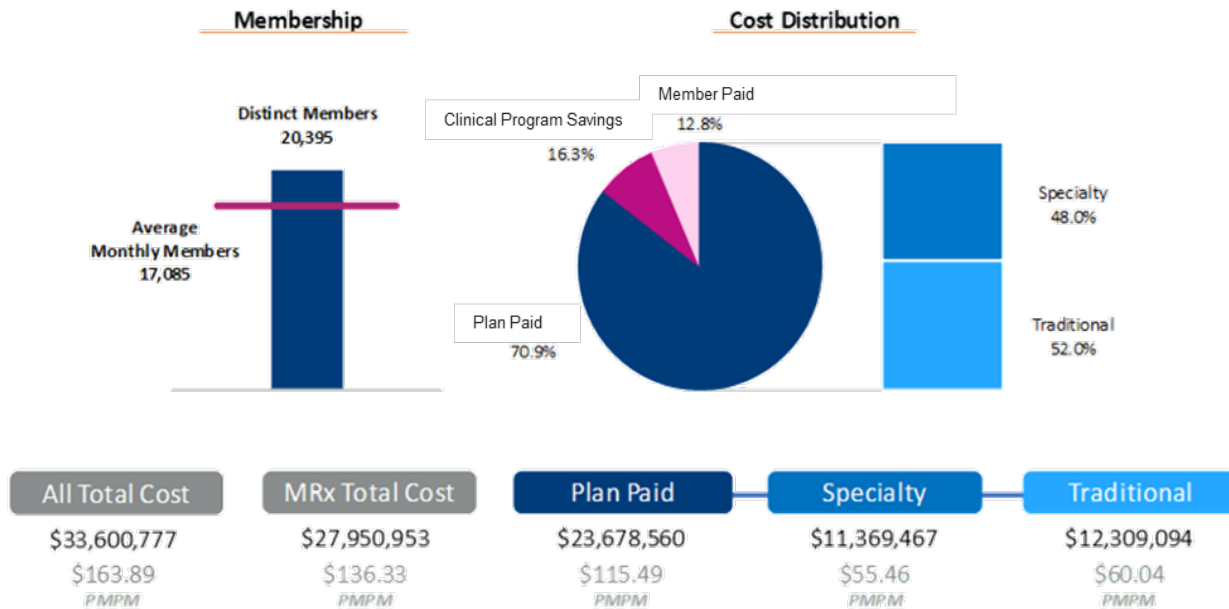 Membership
Cost Distribution
Distinct Members
20,395
Average
Monthly Members
17,085
Member Paid
12.8%
Clinical Program Savings
16.3%
Plan Paid
70.9%
Specialty
48.0%
Traditional
52.0%
All Total Cost
$33,600,777
$163.89
PMPM
MRx Total Cost
$27,950,953
$136.33
PMPM
Plan Paid
$23,678,560
$115.49
PMPM
Specialty
$11,369,467
$55.46
PMPM
Traditional
$12,309,094
$60.04
PMPM